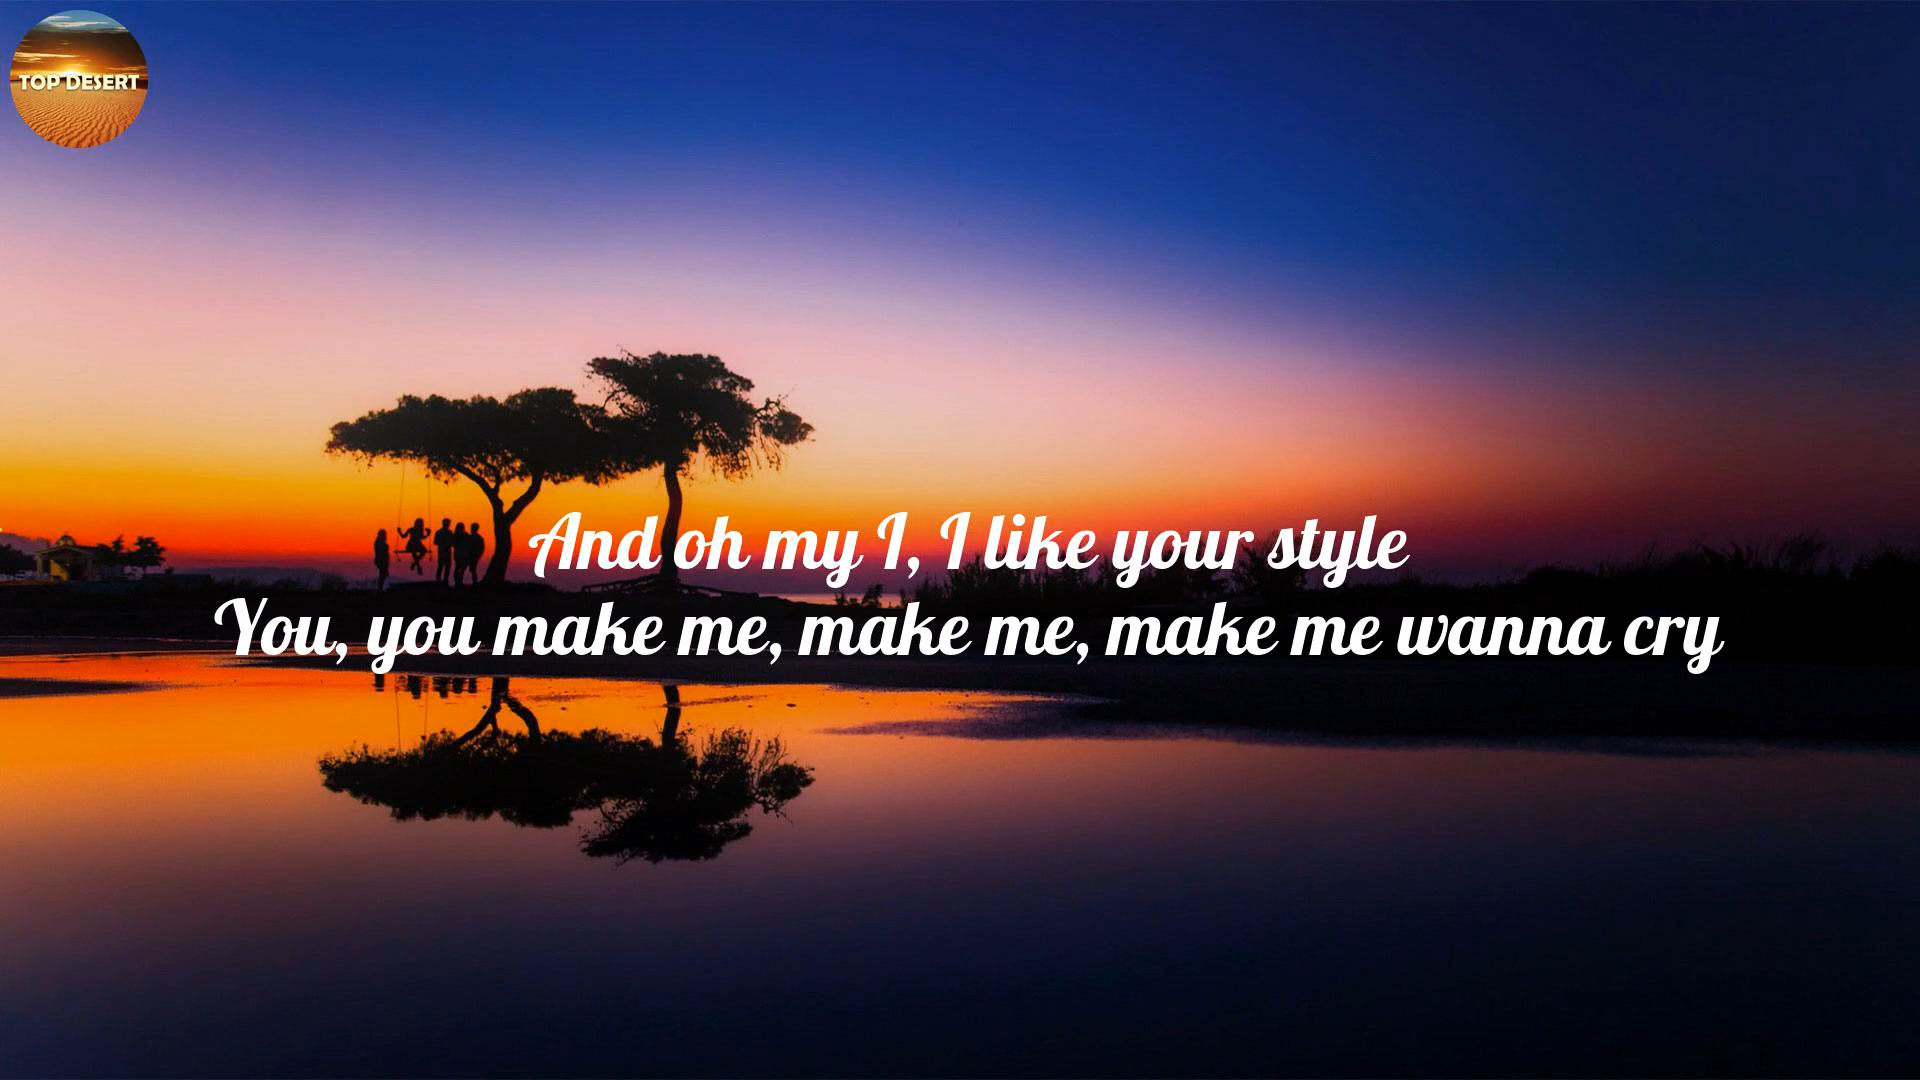 TOP DESERT
And oh my I, I like your style
You, you make me, make me, make me wanna cry